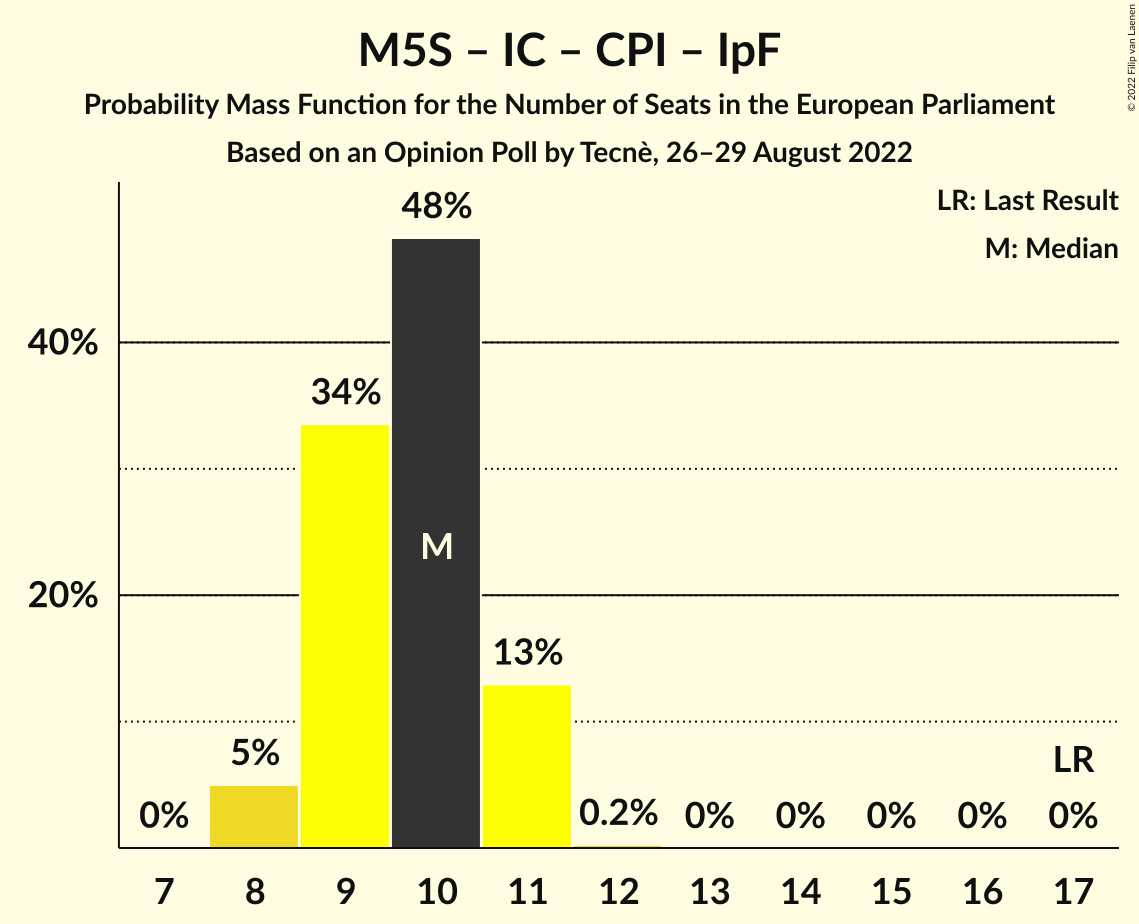 M5S – IC – CPI – IpF
Probability Mass Function for the Number of Seats in the European Parliament
Based on an Opinion Poll by Tecnè, 26–29 August 2022
© 2022 Filip van Laenen
LR: Last Result
M: Median
48%
40%
34%
M
20%
13%
5%
LR
0%
0.2%
0%
0%
0%
0%
0%
7 8 9 10 11 12 13 14 15 16 17